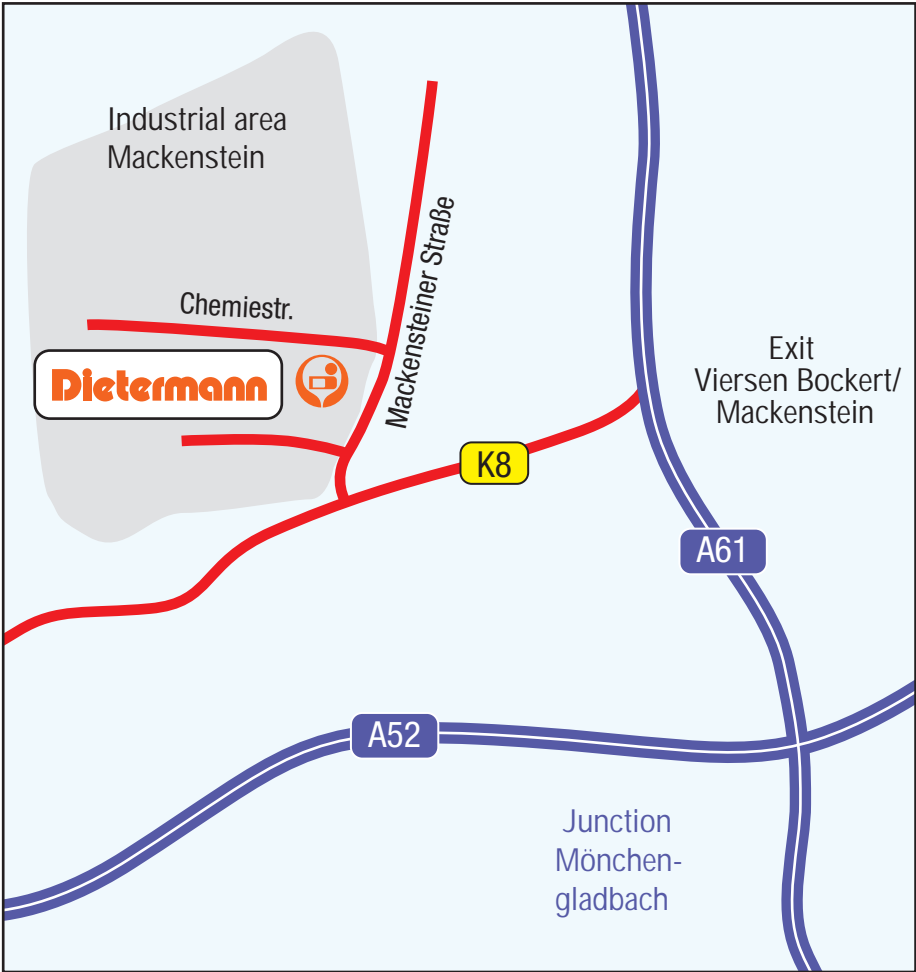 Industrial area
Mackenstein
Chemiestr.
Mackensteiner Straße
Dietermann
Exit
Viersen Bockert/
Mackenstein
K8
A61
A52
Junction
Mönchen-
gladbach